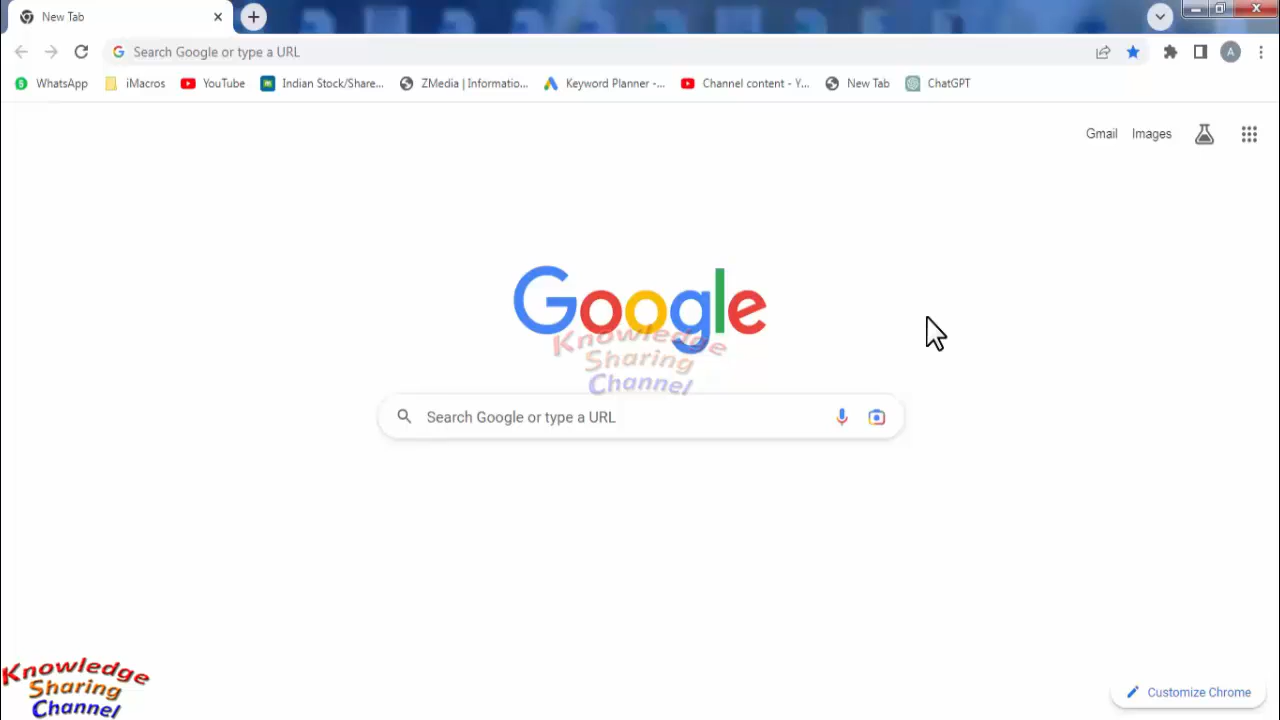 New Tab
Search Google or type a URL
WhatsApp iMacros YouTube Indian Stock/Share... ZMedia | Informatio... Keyword Planner -... Channel content - Y... New Tab ChatGPT
A
Gmail Images
Google
Knowledge
Sharing
Channel
Search Google or type a URL
Knowledge
Sharing
Channel
Customize Chrome